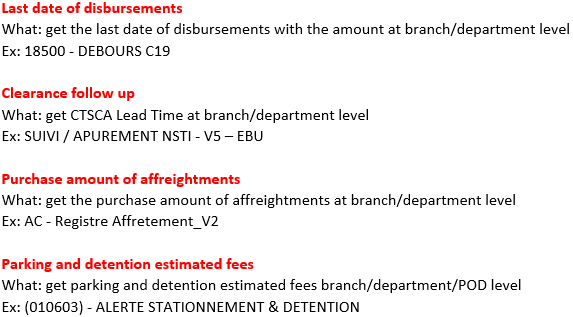 Last date of disbursements
What: get the last date of disbursements with the amount at branch/department level
Ex: 18500 - DEBOURS C19
Clearance follow up
What: get CTSCA Lead Time at branch/department level
Ex: SUIVI / APUREMENT NSTI - V5 – EBU
Purchase amount of affreightments
What: get the purchase amount of affreightments at branch/department level
Ex: AC - Registre Affretement_V2
Parking and detention estimated fees
What: get parking and detention estimated fees branch/department/POD level
Ex: (010603) - ALERTE STATIONNEMENT & DETENTION